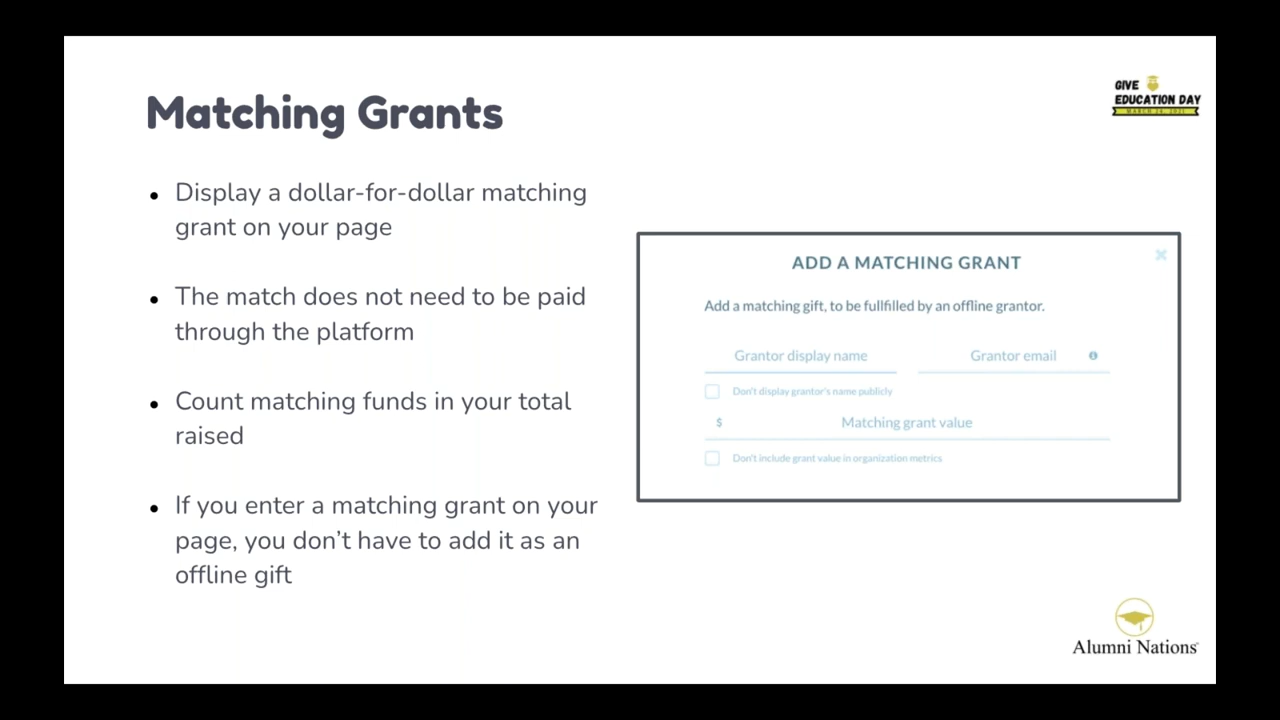 Matching Grants
GIVE
EDUCATION DAY
• Display a dollar-for-dollar matching
grant on your page
• The match does not need to be paid
through the platform
• Count matching funds in your total
raised
• If you enter a matching grant on your
page, you don't have to add it as an
offline gift
ADD A MATCHING GRANT
Add a matching gift, to be fullfilled by an offline grantor.
Grantor display name Grantor email
Don't display grantor's name publicly
$ Matching grant value
Don't include grant value in organization metrics
Alumni Nations